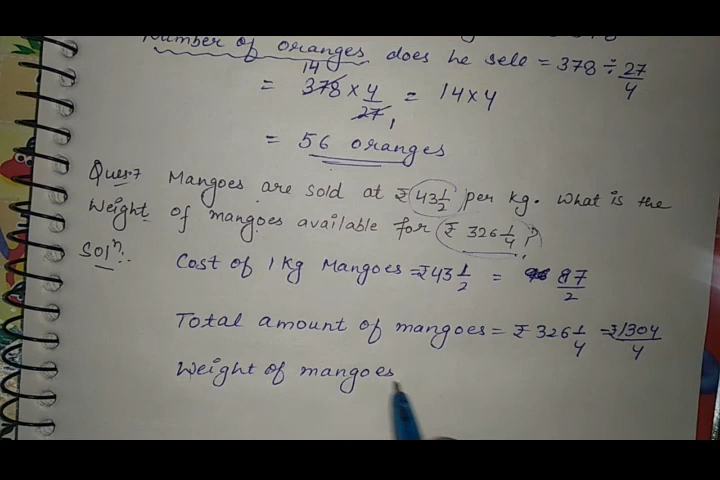 Number of oranges does he sell = 378 ÷ 27/4
= 378 × 4/27 = 14 × 4
14
1
= 56 oranges
Ques:7 Mangoes are sold at ₹ 43 1/2 per kg. What is the
Weight of mangoes available for ₹ 326 1/4 ?
Solⁿ:.
Cost of 1 Kg Mangoes = ₹ 43 1/2 = 87/2
Total amount of mangoes = ₹ 326 1/4 = ₹ 1304/4
Weight of mangoes